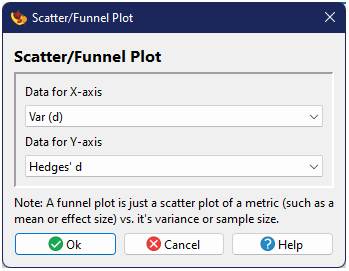 Scatter/Funnel Plot
Scatter/Funnel Plot
Data for X-axis
Var (d)
Data for Y-axis
Hedges' d
Note: A funnel plot is just a scatter plot of a metric (such as a
mean or effect size) vs. it's variance or sample size.
Ok Cancel Help